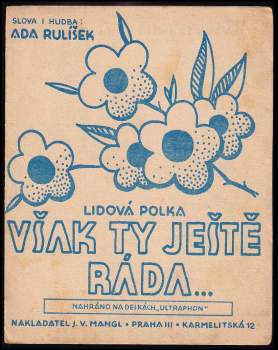 SLOVA I HUDBA:
ADA RULÍŠEK
LIDOVÁ POLKA
VŠAK TY JEŠTĚ
RÁDA...
NAHRÁNO NA DESKÁCH „ULTRAPHON"
NAKLADATEL J. V. MANGL - PRAHA III - KARMELITSKÁ 12